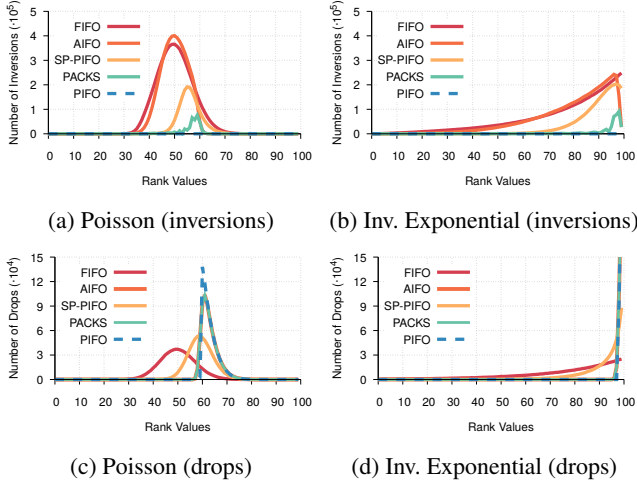 Number of Inversions (·10⁵)
5
4
3
2
1
0
FIFO
AIFO
SP-PIFO
PACKS
PIFO
0 10 20 30 40 50 60 70 80 90 100
Rank Values
(a) Poisson (inversions)
Number of Inversions (·10⁵)
5
4
3
2
1
0
FIFO
AIFO
SP-PIFO
PACKS
PIFO
0 10 20 30 40 50 60 70 80 90 100
Rank Values
(b) Inv. Exponential (inversions)
Number of Drops (·10⁴)
15
12
9
6
3
0
FIFO
AIFO
SP-PIFO
PACKS
PIFO
0 10 20 30 40 50 60 70 80 90 100
Rank Values
(c) Poisson (drops)
Number of Drops (·10⁴)
15
12
9
6
3
0
FIFO
AIFO
SP-PIFO
PACKS
PIFO
0 10 20 30 40 50 60 70 80 90 100
Rank Values
(d) Inv. Exponential (drops)